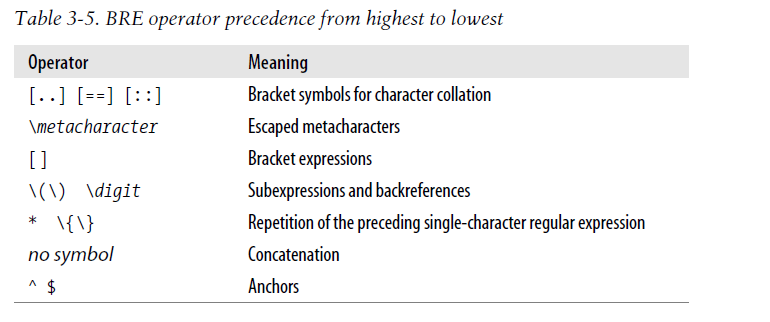 Table 3-5. BRE operator precedence from highest to lowest
Operator Meaning
[..] [==] [::] Bracket symbols for character collation
\metacharacter Escaped metacharacters
[] Bracket expressions
\(\) \digit Subexpressions and backreferences
* \{\} Repetition of the preceding single-character regular expression
no symbol Concatenation
^ $ Anchors